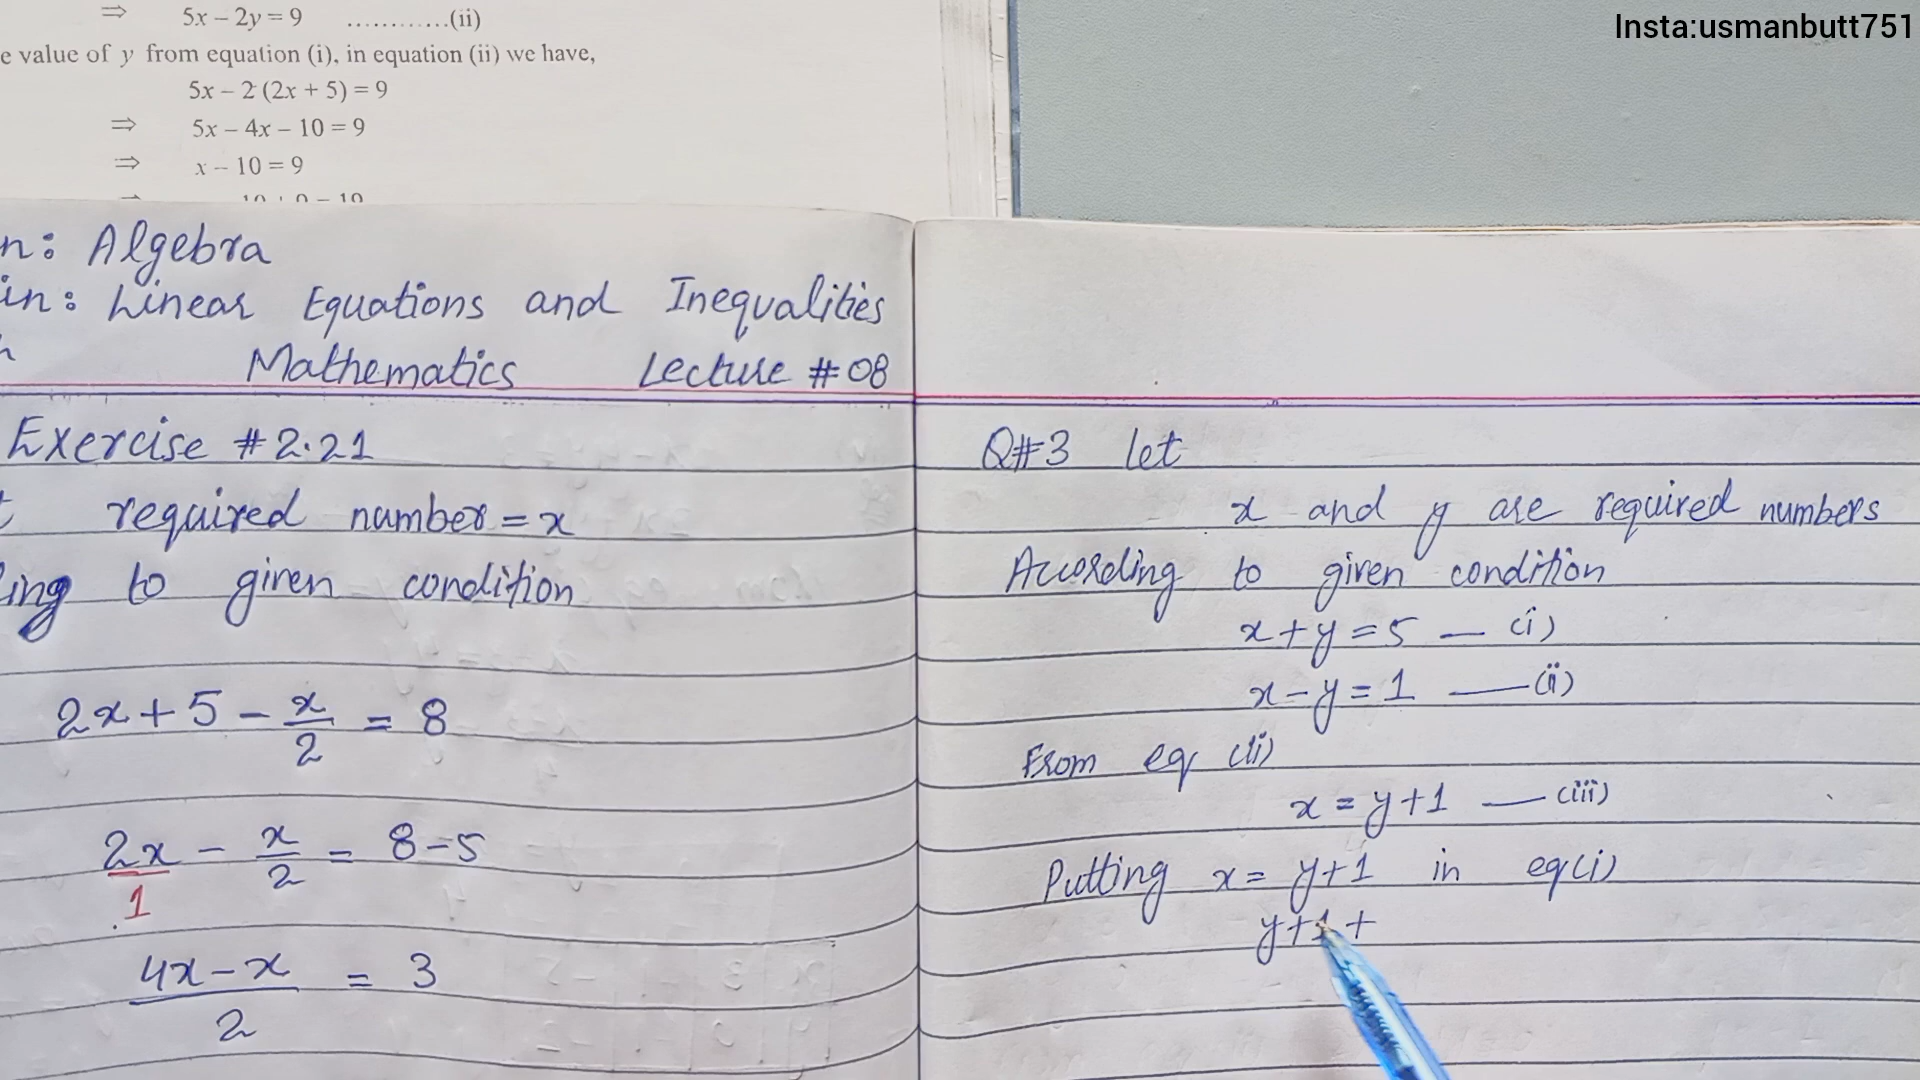 Insta:usmanbutt751
⇒ 5x – 2y = 9 ............(ii)
e value of y from equation (i), in equation (ii) we have,
5x – 2 (2x + 5) = 9
⇒ 5x – 4x – 10 = 9
⇒ x – 10 = 9
n: Algebra
in: Linear Equations and Inequalities
Mathematics Lecture #08
Exercise #2.21
required number = x
ing to given condition
2x + 5 - x/2 = 8
2x/1 - x/2 = 8-5
4x-x/2 = 3
Q#3 let
x and y are required numbers
According to given condition
x+y = 5 — (i)
x-y = 1 — (ii)
From eq (ii)
x = y+1 — (iii)
Putting x = y+1 in eq(i)
y+1 +